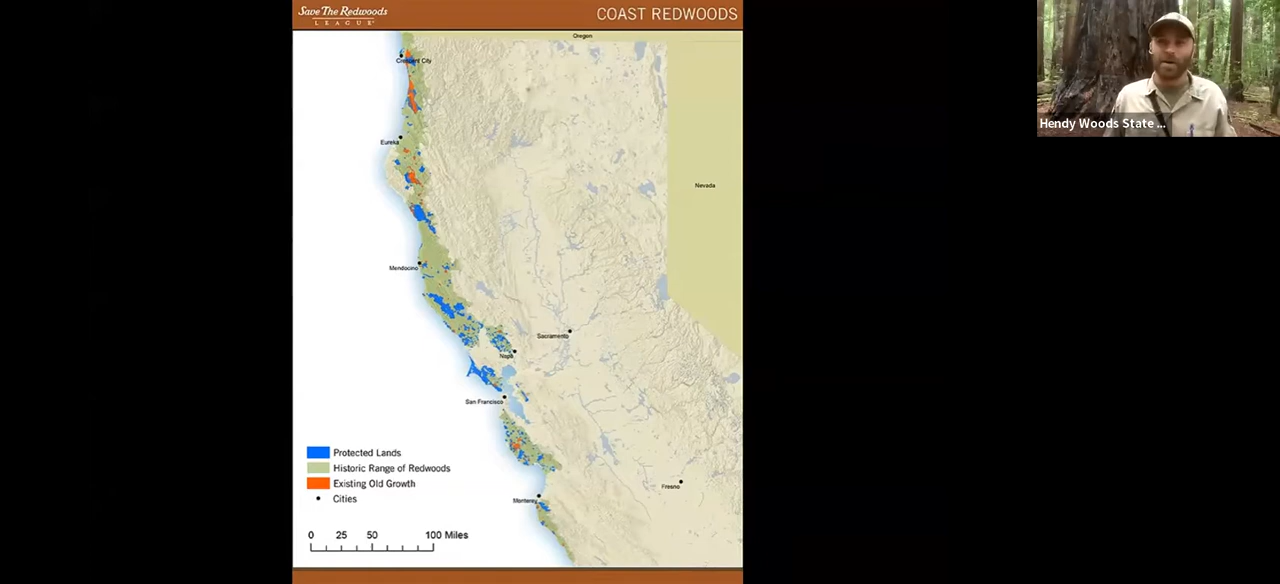 Save The Redwoods
LEAGUE
COAST REDWOODS
Oregon
Crescent City
Eureka
Nevada
Mendocino
Sacramento
Napa
San Francisco
Fresno
Monterey
Protected Lands
Historic Range of Redwoods
Existing Old Growth
Cities
0 25 50 100 Miles
Hendy Woods State ...